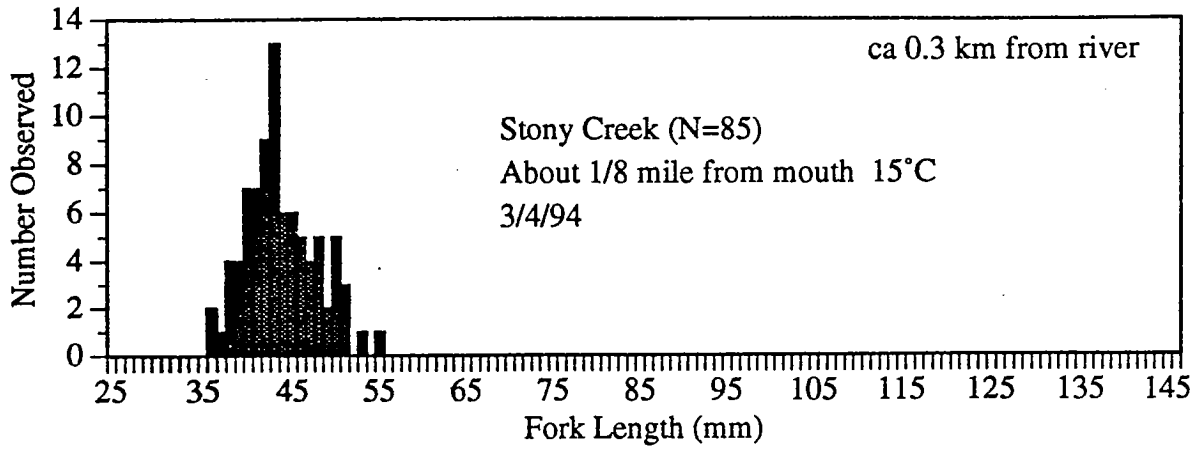 14
12
10
8
6
4
2
0
Number Observed
ca 0.3 km from river
Stony Creek (N=85)
About 1/8 mile from mouth 15°C
3/4/94
25 35 45 55 65 75 85 95 105 115 125 135 145
Fork Length (mm)